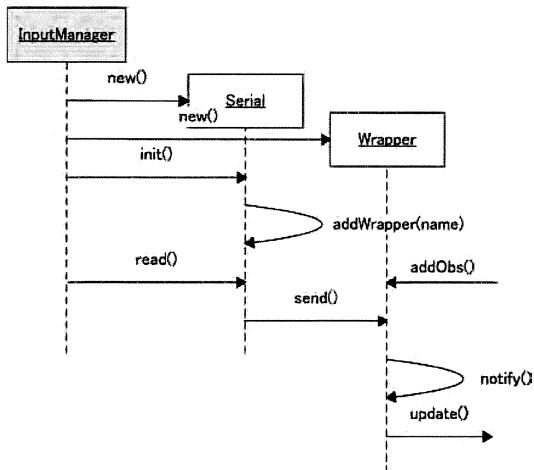 InputManager
new()
Serial
new()
Wrapper
init()
addWrapper(name)
read()
addObs()
send()
notify()
update()